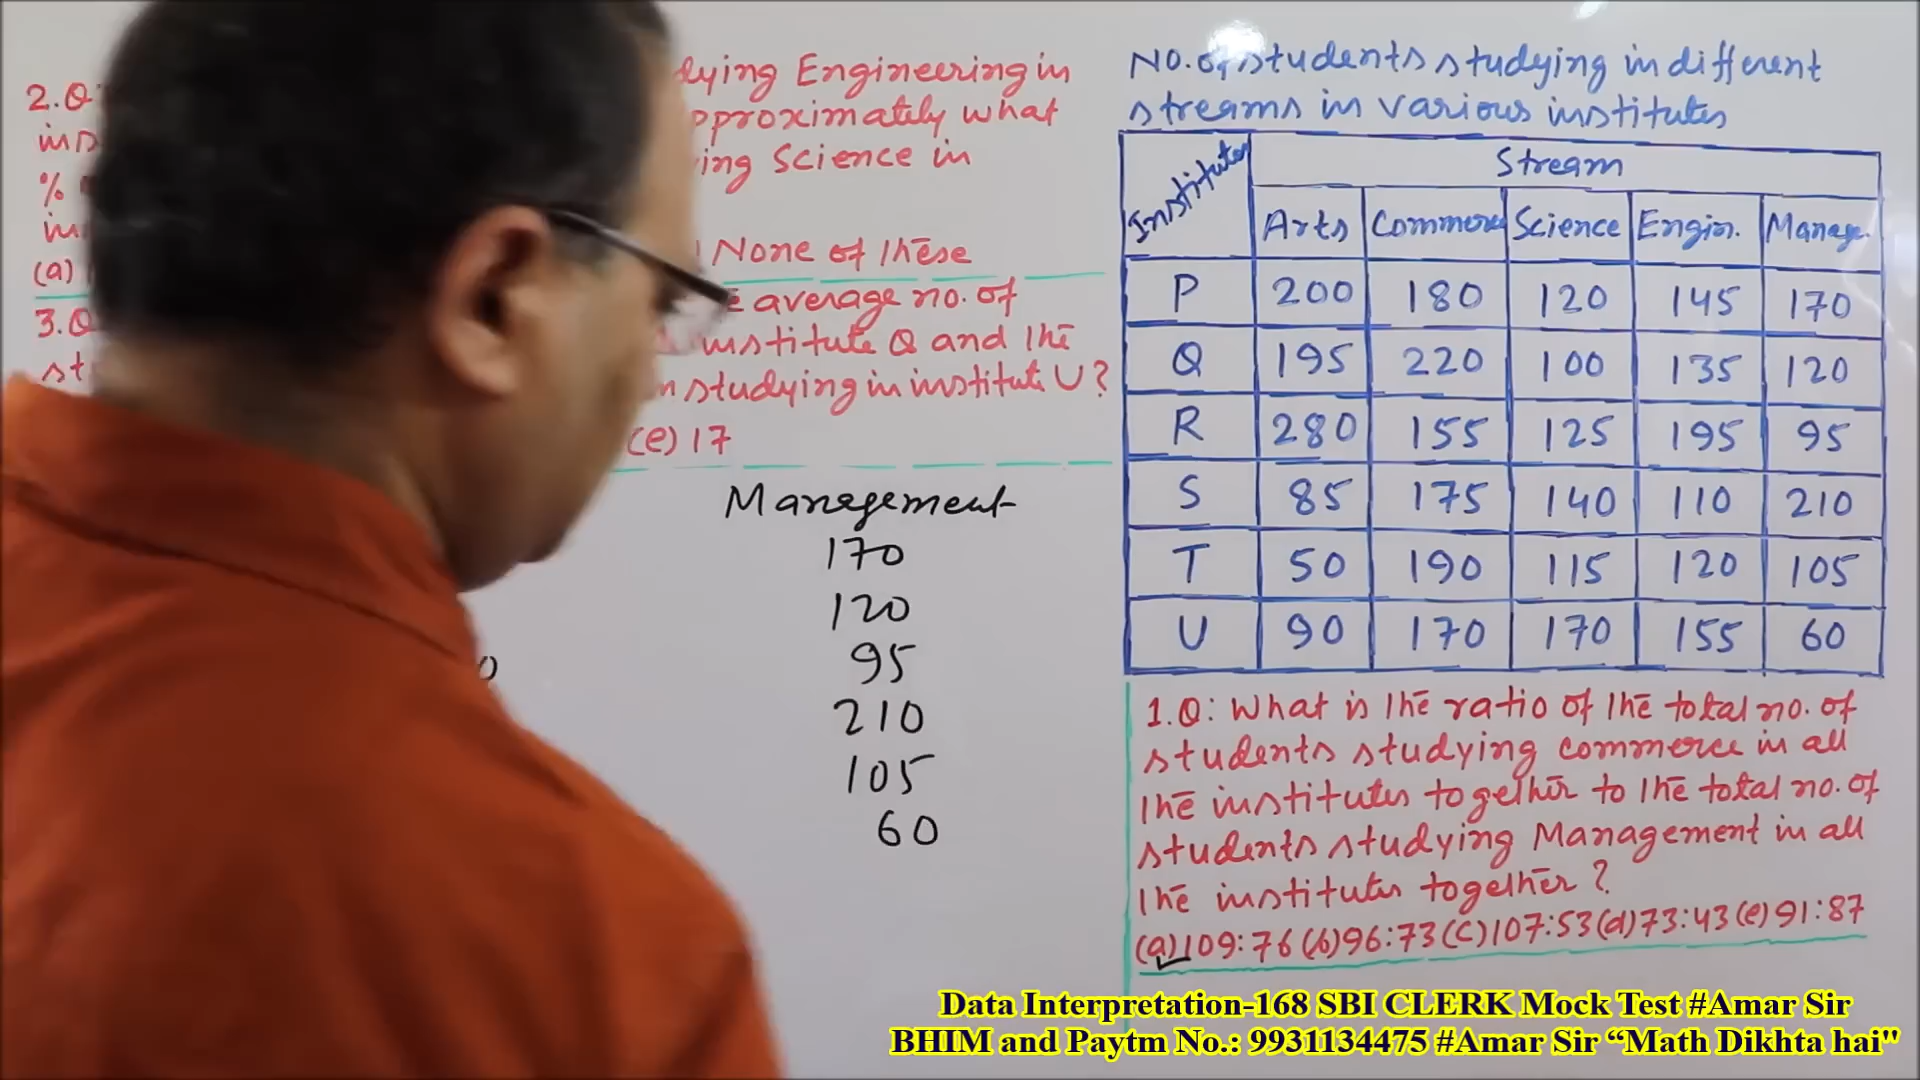 2.Q
dying Engineering in
pproximately what
ing Science in
%
(a)
None of these
3.Q
average no. of
institute Q and the
studying in institute U?
(e) 17
Management
170
120
95
210
105
60
0
No. of students studying in different
streams in various institutes
Institutes
Stream
Arts Commerce Science Engin. Manage.
P 200 180 120 145 170
Q 195 220 100 135 120
R 280 155 125 195 95
S 85 175 140 110 210
T 50 190 115 120 105
U 90 170 170 155 60
1.Q: What is the ratio of the total no. of
students studying commerce in all
the institutes together to the total no. of
students studying Management in all
the institutes together?
(a)109:76(b)96:73(c)107:53(d)73:43(e)91:87
Data Interpretation-168 SBI CLERK Mock Test #Amar Sir
BHIM and Paytm No.: 9931134475 #Amar Sir “Math Dikhta hai"